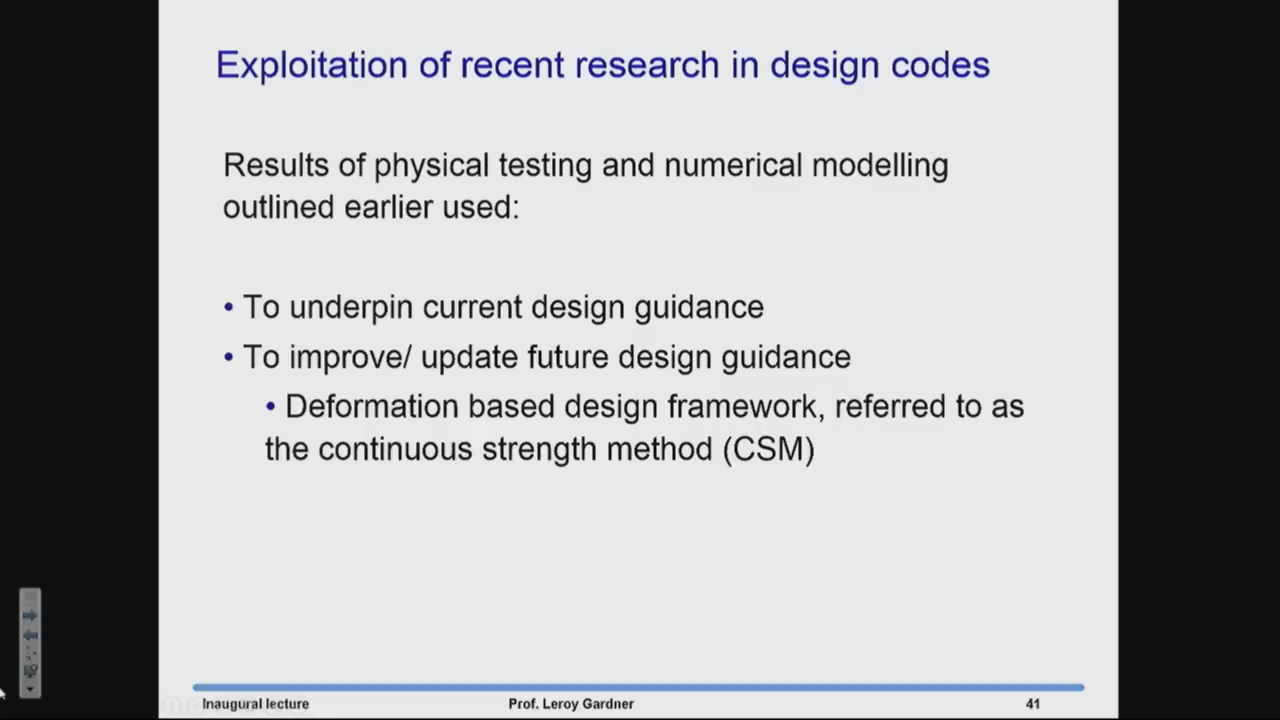 Exploitation of recent research in design codes
Results of physical testing and numerical modelling
outlined earlier used:
• To underpin current design guidance
• To improve/ update future design guidance
• Deformation based design framework, referred to as
the continuous strength method (CSM)
Inaugural lecture Prof. Leroy Gardner 41